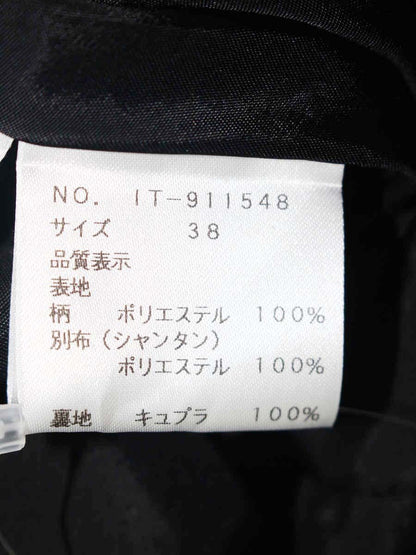 NO. IT-911548
サイズ 38
品質表示
表地
柄 ポリエステル 100%
別布(シャンタン)
ポリエステル 100%
裏地 キュプラ 100%